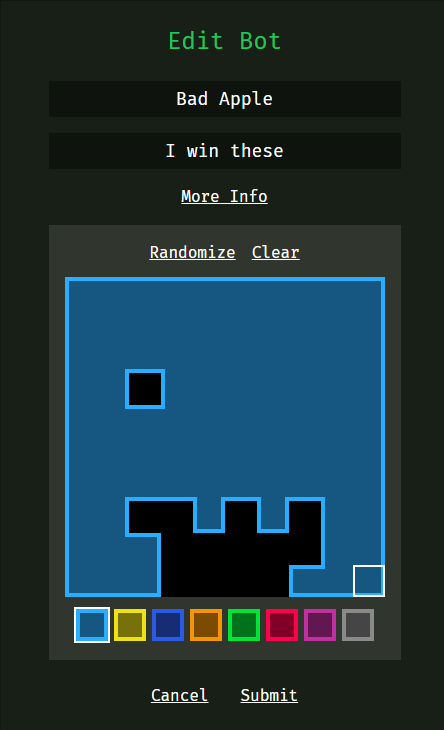 Edit Bot
Bad Apple
I win these
More Info
Randomize Clear
Cancel Submit